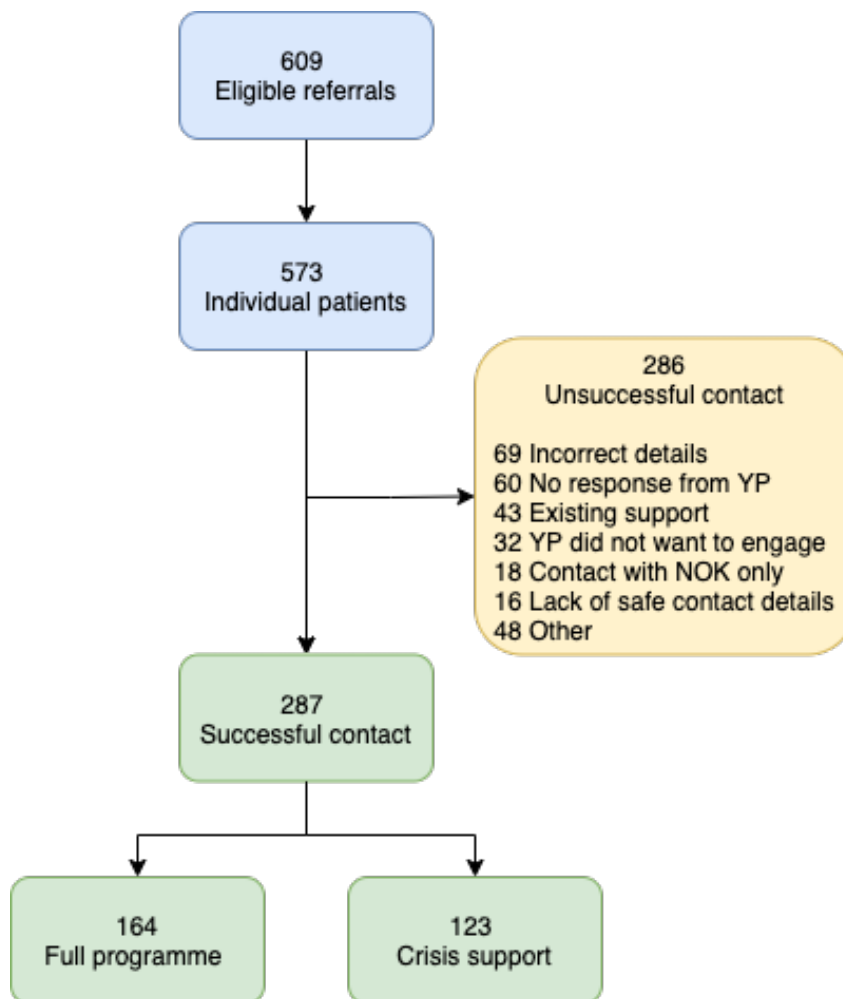 609
Eligible referrals
573
Individual patients
286
Unsuccessful contact
69 Incorrect details
60 No response from YP
43 Existing support
32 YP did not want to engage
18 Contact with NOK only
16 Lack of safe contact details
48 Other
287
Successful contact
164
Full programme
123
Crisis support